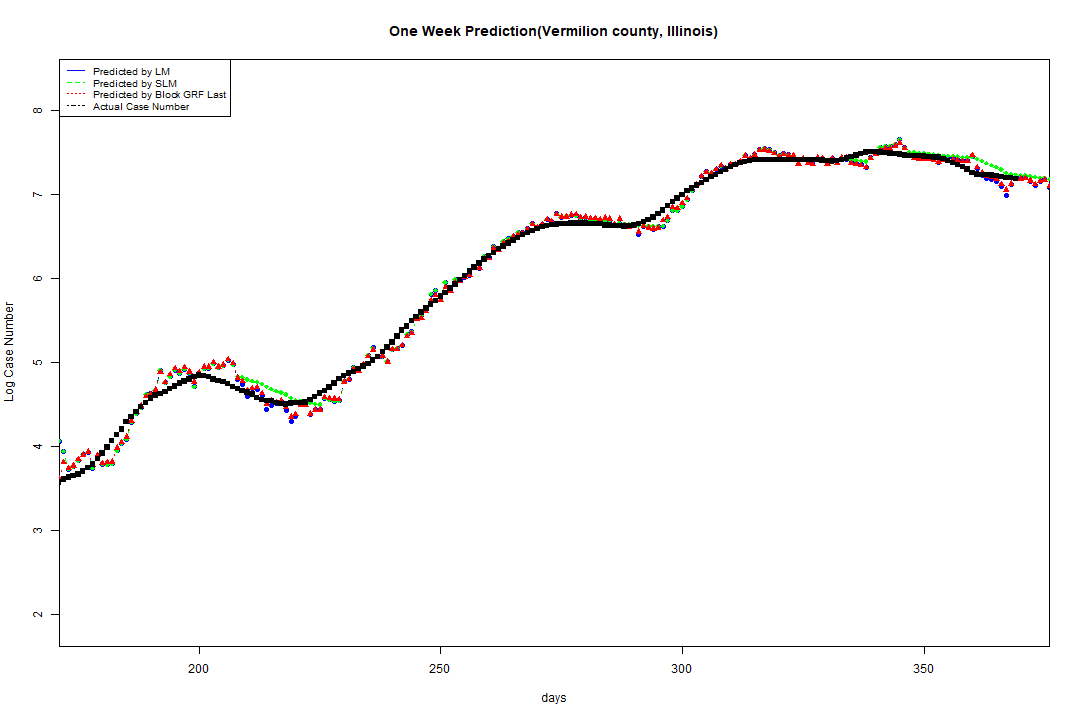 One Week Prediction(Vermilion county, Illinois)
Predicted by LM
Predicted by SLM
Predicted by Block GRF Last
Actual Case Number
8
7
6
5
4
3
2
Log Case Number
200 250 300 350
days